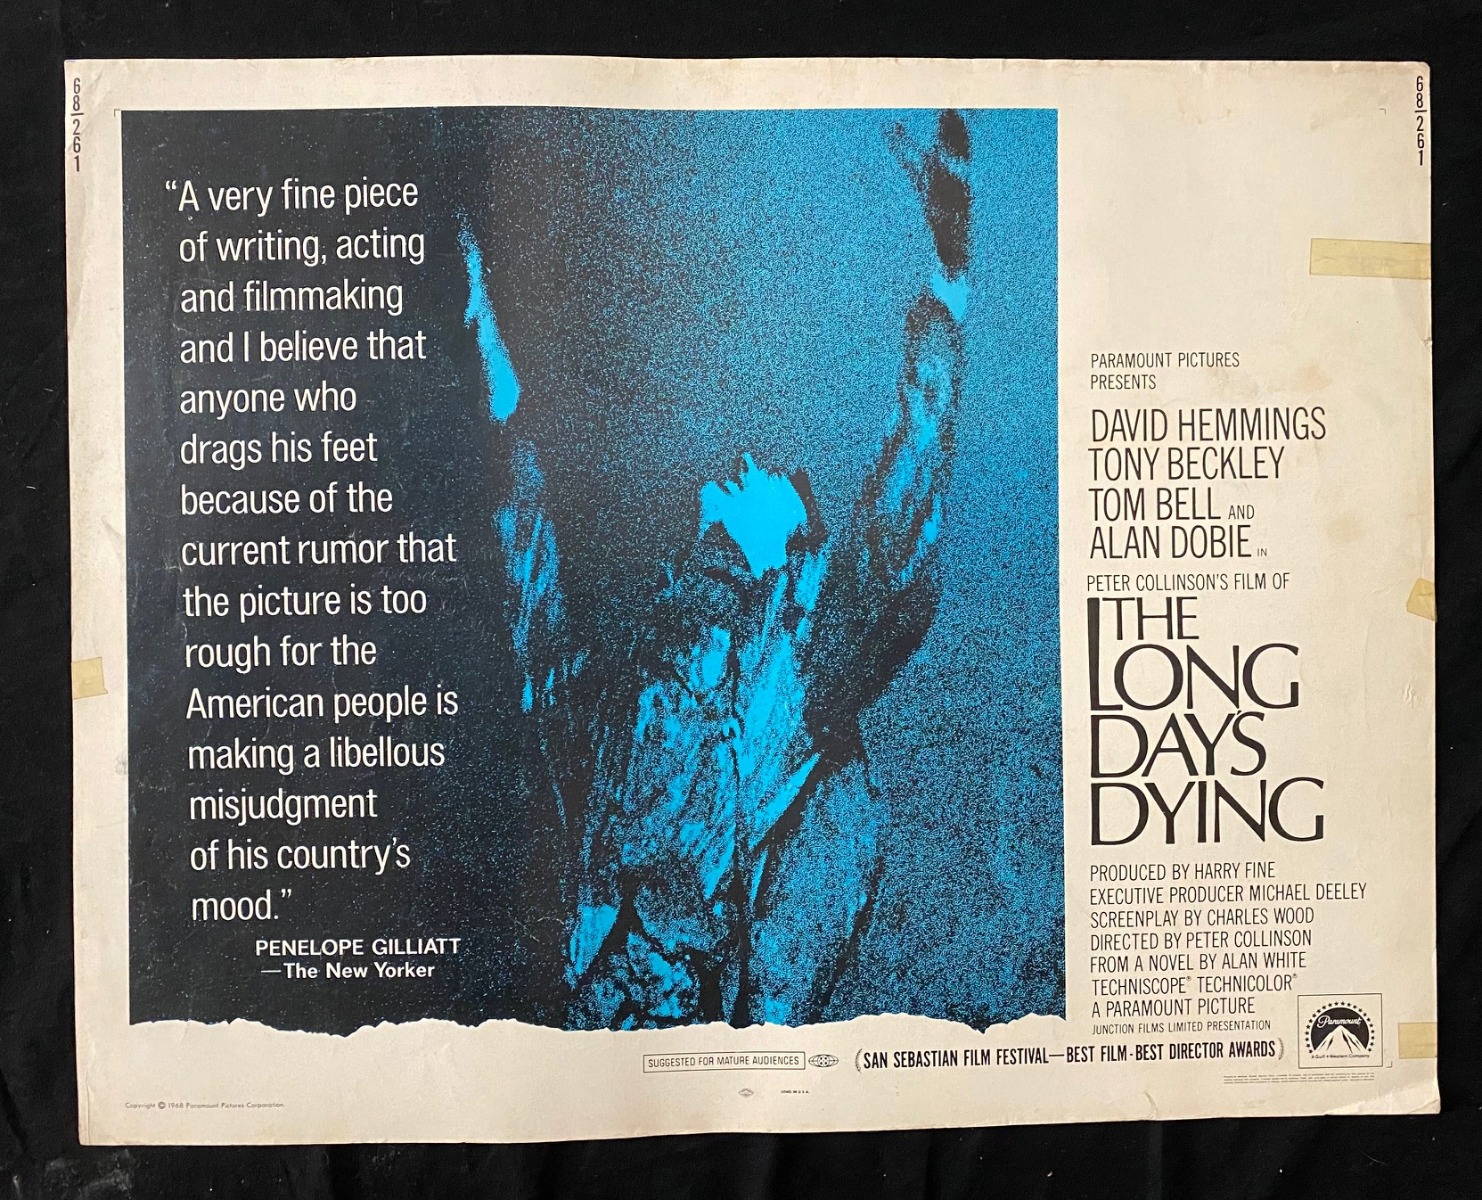 68/261
68/261
“A very fine piece
of writing, acting
and filmmaking
and I believe that
anyone who
drags his feet
because of the
current rumor that
the picture is too
rough for the
American people is
making a libellous
misjudgment
of his country's
mood.”
PENELOPE GILLIATT
—The New Yorker
PARAMOUNT PICTURES
PRESENTS
DAVID HEMMINGS
TONY BECKLEY
TOM BELL AND
ALAN DOBIE IN
PETER COLLINSON'S FILM OF
THE
LONG
DAY'S
DYING
PRODUCED BY HARRY FINE
EXECUTIVE PRODUCER MICHAEL DEELEY
SCREENPLAY BY CHARLES WOOD
DIRECTED BY PETER COLLINSON
FROM A NOVEL BY ALAN WHITE
TECHNISCOPE® TECHNICOLOR®
A PARAMOUNT PICTURE
JUNCTION FILMS LIMITED PRESENTATION
Paramount
A Gulf + Western Company
SUGGESTED FOR MATURE AUDIENCES
(SAN SEBASTIAN FILM FESTIVAL—BEST FILM-BEST DIRECTOR AWARDS)
Copyright © 1968 Paramount Pictures Corporation